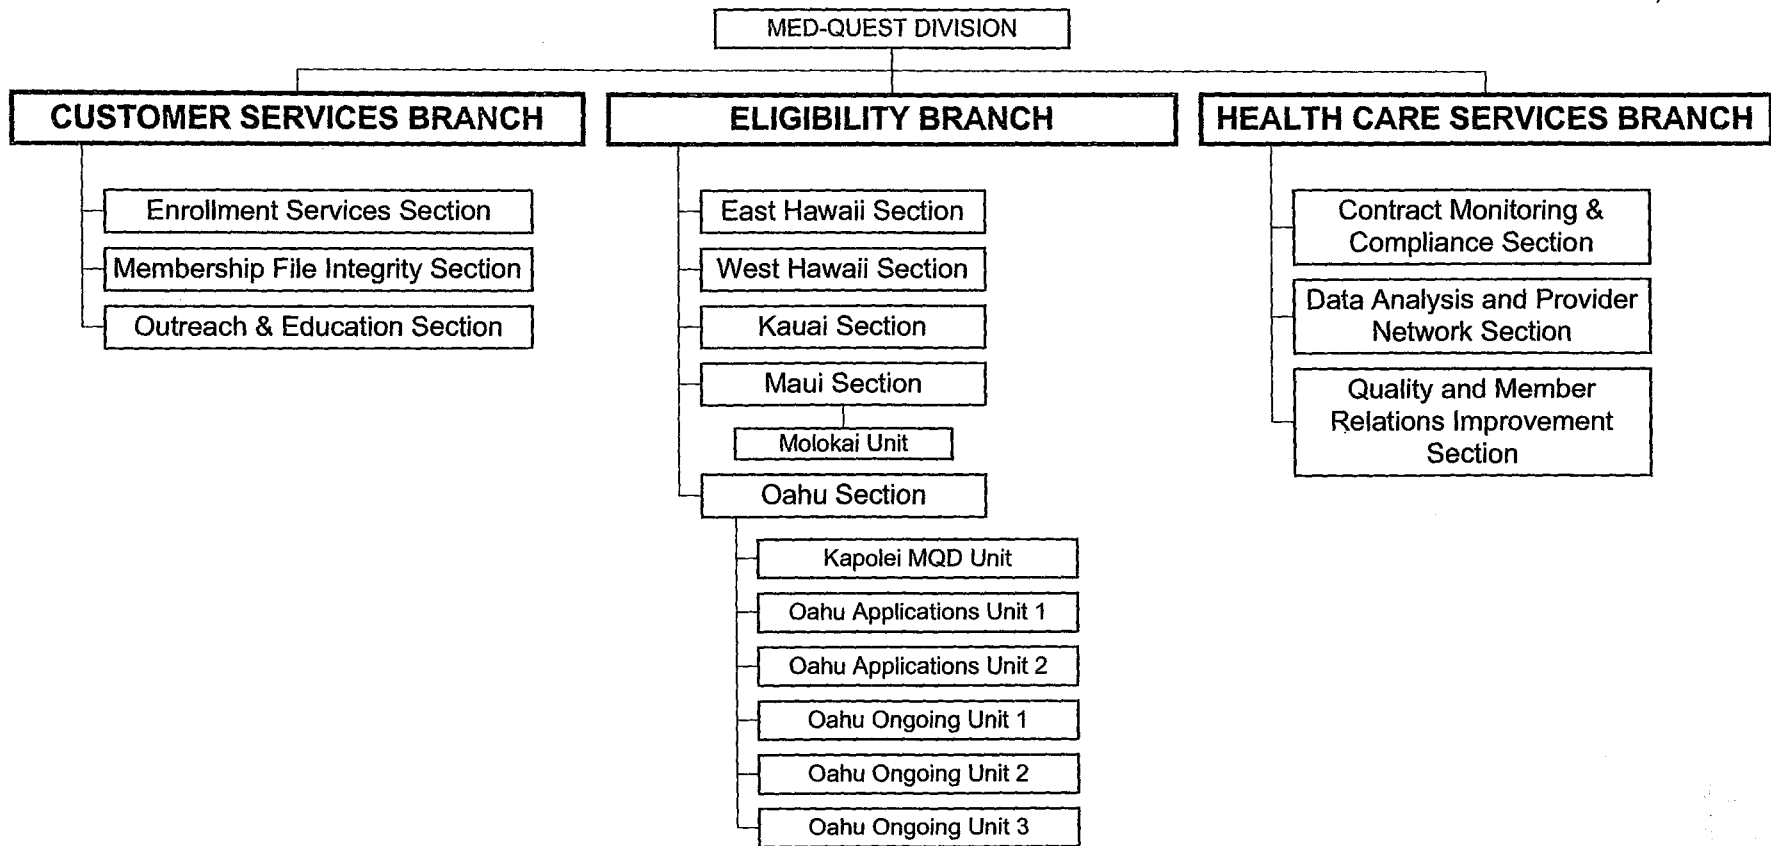 MED-QUEST DIVISION
CUSTOMER SERVICES BRANCH
Enrollment Services Section
Membership File Integrity Section
Outreach & Education Section
ELIGIBILITY BRANCH
East Hawaii Section
West Hawaii Section
Kauai Section
Maui Section
Molokai Unit
Oahu Section
Kapolei MQD Unit
Oahu Applications Unit 1
Oahu Applications Unit 2
Oahu Ongoing Unit 1
Oahu Ongoing Unit 2
Oahu Ongoing Unit 3
HEALTH CARE SERVICES BRANCH
Contract Monitoring &
Compliance Section
Data Analysis and Provider
Network Section
Quality and Member
Relations Improvement
Section